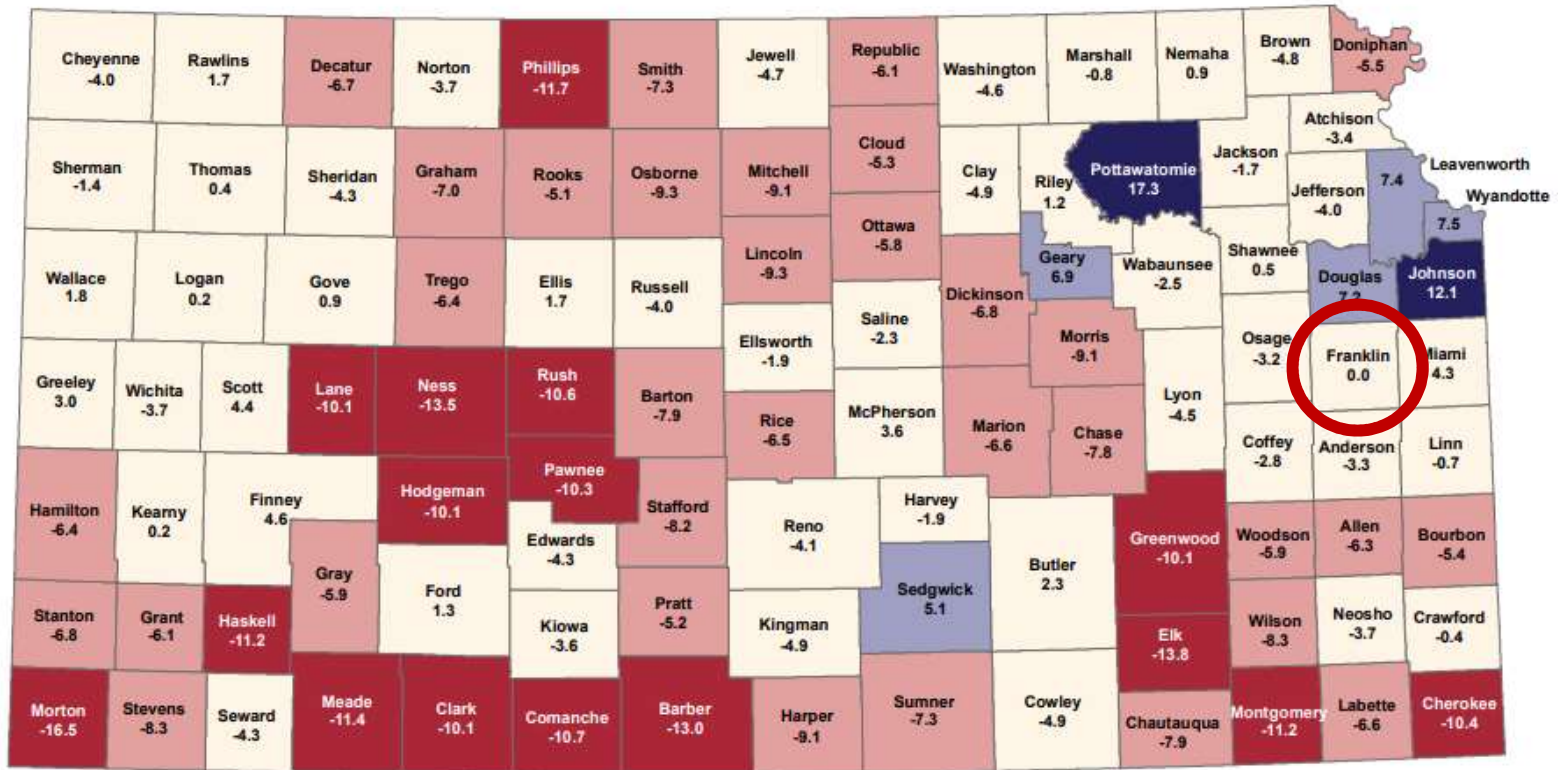 Cheyenne
-4.0
Rawlins
1.7
Decatur
-6.7
Norton
-3.7
Phillips
-11.7
Smith
-7.3
Jewell
-4.7
Republic
-6.1
Washington
-4.6
Marshall
-0.8
Nemaha
0.9
Brown
-4.8
Doniphan
-5.5
Sherman
-1.4
Thomas
0.4
Sheridan
-4.3
Graham
-7.0
Rooks
-5.1
Osborne
-9.3
Mitchell
-9.1
Cloud
-5.3
Clay
-4.9
Riley
1.2
Pottawatomie
17.3
Jackson
-1.7
Atchison
-3.4
Jefferson
-4.0
Leavenworth
7.4
Wyandotte
7.5
Wallace
1.8
Logan
0.2
Gove
0.9
Trego
-6.4
Ellis
1.7
Russell
-4.0
Lincoln
-9.3
Ottawa
-5.8
Saline
-2.3
Dickinson
-6.8
Geary
6.9
Wabaunsee
-2.5
Shawnee
0.5
Douglas
7.2
Johnson
12.1
Greeley
3.0
Wichita
-3.7
Scott
4.4
Lane
-10.1
Ness
-13.5
Rush
-10.6
Barton
-7.9
Ellsworth
-1.9
Rice
-6.5
McPherson
3.6
Marion
-6.6
Morris
-9.1
Chase
-7.8
Lyon
-4.5
Osage
-3.2
Franklin
0.0
Miami
4.3
Coffey
-2.8
Anderson
-3.3
Linn
-0.7
Hamilton
-6.4
Kearny
0.2
Finney
4.6
Hodgeman
-10.1
Pawnee
-10.3
Stafford
-8.2
Edwards
-4.3
Reno
-4.1
Harvey
-1.9
Butler
2.3
Greenwood
-10.1
Woodson
-5.9
Allen
-6.3
Bourbon
-5.4
Stanton
-6.8
Grant
-6.1
Haskell
-11.2
Gray
-5.9
Ford
1.3
Kiowa
-3.6
Pratt
-5.2
Kingman
-4.9
Sedgwick
5.1
Elk
-13.8
Wilson
-8.3
Neosho
-3.7
Crawford
-0.4
Morton
-16.5
Stevens
-8.3
Seward
-4.3
Meade
-11.4
Clark
-10.1
Comanche
-10.7
Barber
-13.0
Harper
-9.1
Sumner
-7.3
Cowley
-4.9
Chautauqua
-7.9
Montgomery
-11.2
Labette
-6.6
Cherokee
-10.4